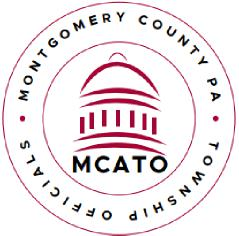 MONTGOMERY COUNTY PA
MCATO
TOWNSHIP OFFICIALS